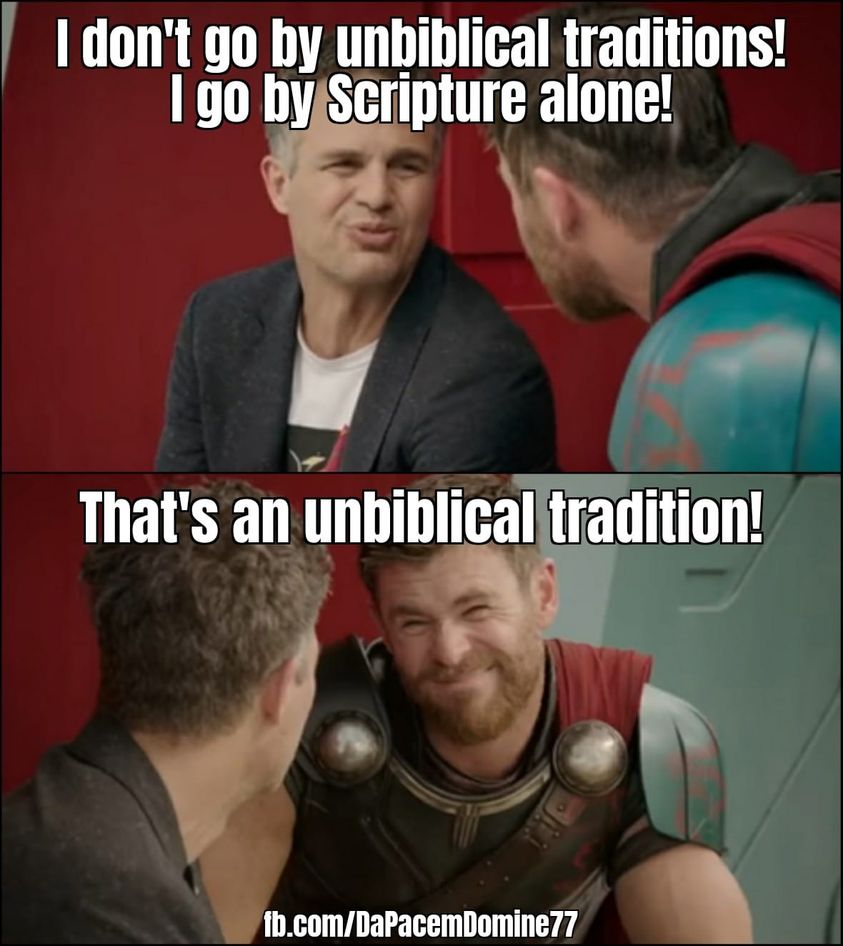 I don't go by unbiblical traditions!
I go by Scripture alone!
That's an unbiblical tradition!
fb.com/DaPacemDomine77